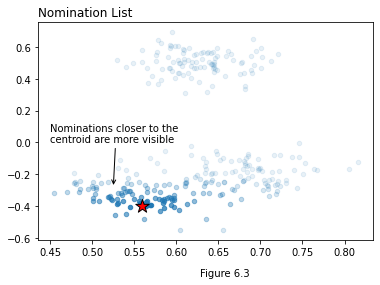 Nomination List
0.6
0.4
0.2
0.0
−0.2
−0.4
−0.6
Nominations closer to the
centroid are more visible
0.45 0.50 0.55 0.60 0.65 0.70 0.75 0.80
Figure 6.3